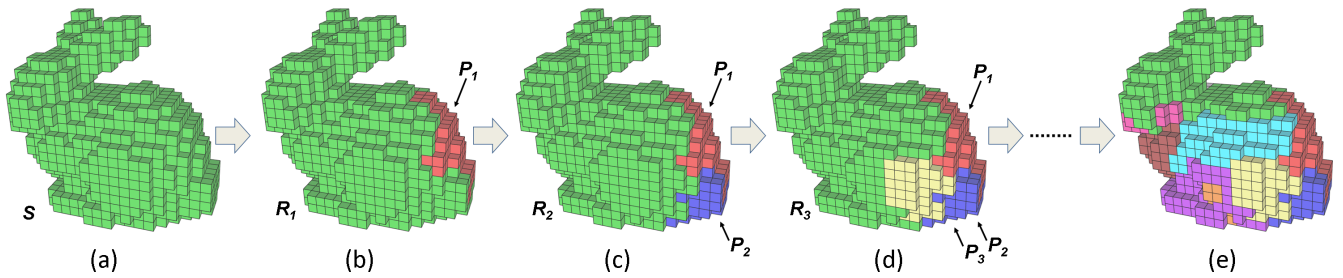 S
(a)
R1
P1
(b)
R2
P1
P2
(c)
R3
P1
P3
P2
(d)
........
(e)